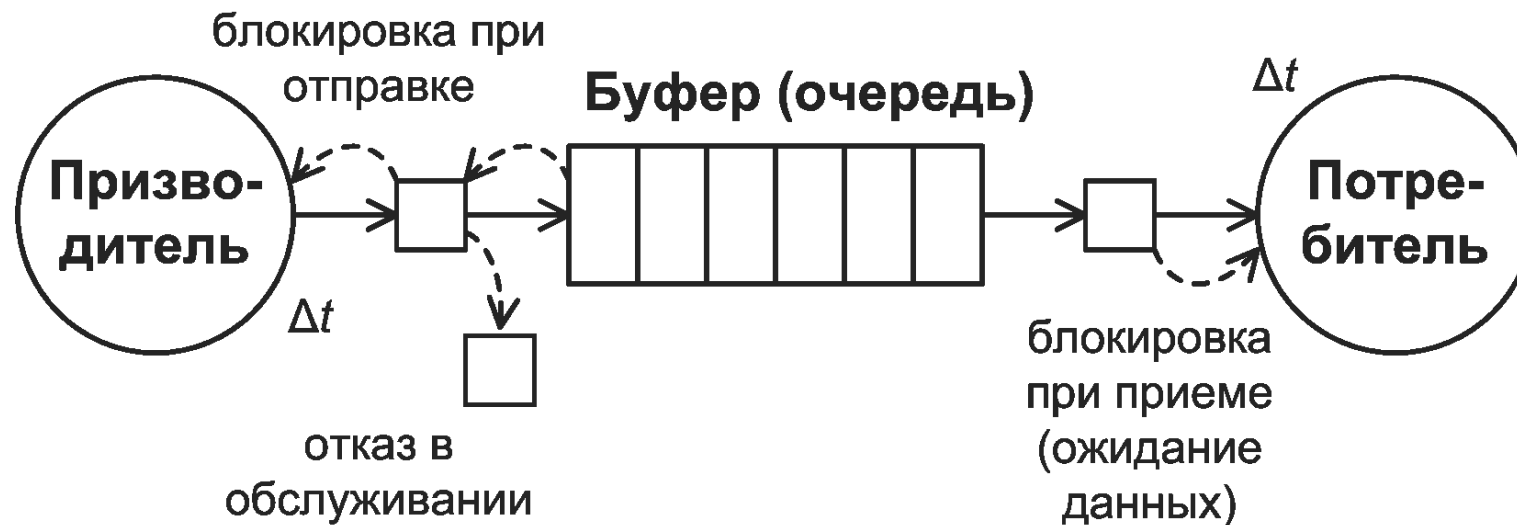 блокировка при
отправке
Буфер (очередь)
Δt
Призво-
дитель
Потре-
битель
Δt
блокировка
при приеме
(ожидание
данных)
отказ в
обслуживании